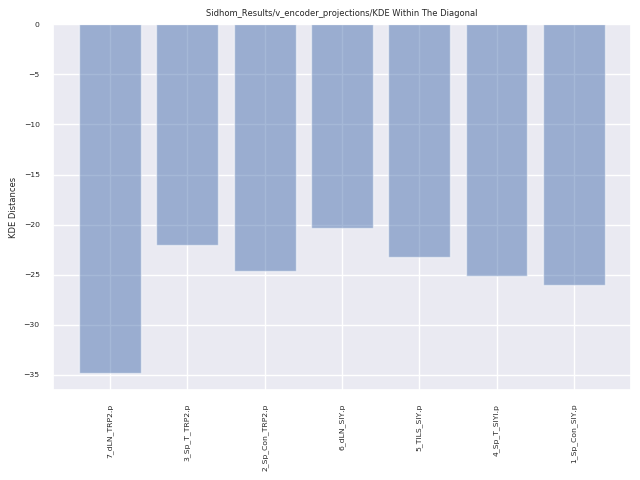 Sidhom_Results/v_encoder_projections/KDE Within The Diagonal
KDE Distances
0
−5
−10
−15
−20
−25
−30
−35
7_dLN_TRP2.p
3_Sp_T_TRP2.p
2_Sp_Con_TRP2.p
6_dLN_SIY.p
5_TILS_SIY.p
4_Sp_T_SIYI.p
1_Sp_Con_SIY.p